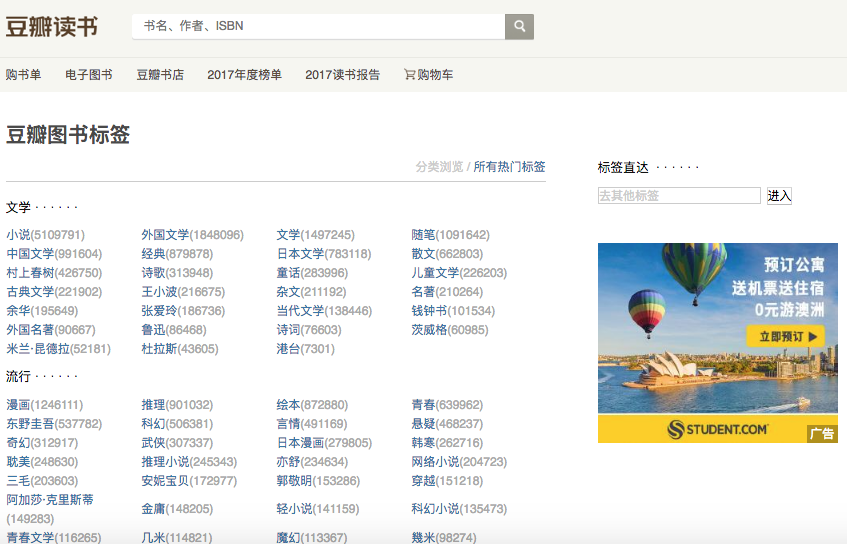 豆瓣读书
书名、作者、ISBN
购书单 电子图书 豆瓣书店 2017年度榜单 2017读书报告 购物车
豆瓣图书标签
分类浏览 / 所有热门标签
文学 · · · · · ·
小说(5109791) 外国文学(1848096) 文学(1497245) 随笔(1091642)
中国文学(991604) 经典(879878) 日本文学(783118) 散文(662803)
村上春树(426750) 诗歌(313948) 童话(283996) 儿童文学(226203)
古典文学(221902) 王小波(216675) 杂文(211192) 名著(210264)
余华(195649) 张爱玲(186736) 当代文学(138446) 钱钟书(101534)
外国名著(90667) 鲁迅(86468) 诗词(76603) 茨威格(60985)
米兰·昆德拉(52181) 杜拉斯(43605) 港台(7301)
流行 · · · · · ·
漫画(1246111) 推理(901032) 绘本(872880) 青春(639962)
东野圭吾(537782) 科幻(506381) 言情(491169) 悬疑(468237)
奇幻(312917) 武侠(307337) 日本漫画(279805) 韩寒(262716)
耽美(248630) 推理小说(245343) 亦舒(234634) 网络小说(204723)
三毛(203603) 安妮宝贝(172977) 郭敬明(153286) 穿越(151218)
阿加莎·克里斯蒂
(149283) 金庸(148205) 轻小说(141159) 科幻小说(135473)
青春文学(116265) 几米(114821) 魔幻(113367) 幾米(98274)
标签直达 · · · · · ·
去其他标签 进入
预订公寓
送机票送住宿
0元游澳洲
立即预订
STUDENT.COM
广告